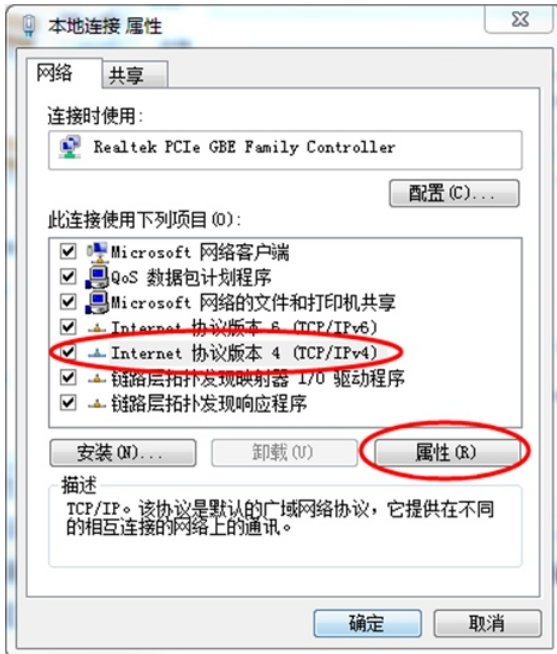 本地连接 属性
网络
共享
连接时使用:
Realtek PCIe GBE Family Controller
配置(C)...
此连接使用下列项目(O):
Microsoft 网络客户端
QoS 数据包计划程序
Microsoft 网络的文件和打印机共享
Internet 协议版本 6 (TCP/IPv6)
Internet 协议版本 4 (TCP/IPv4)
链路层拓扑发现映射器 I/O 驱动程序
链路层拓扑发现响应程序
安装(N)...
卸载(U)
属性(R)
描述
TCP/IP。该协议是默认的广域网络协议，它提供在不同
的相互连接的网络上的通讯。
确定
取消